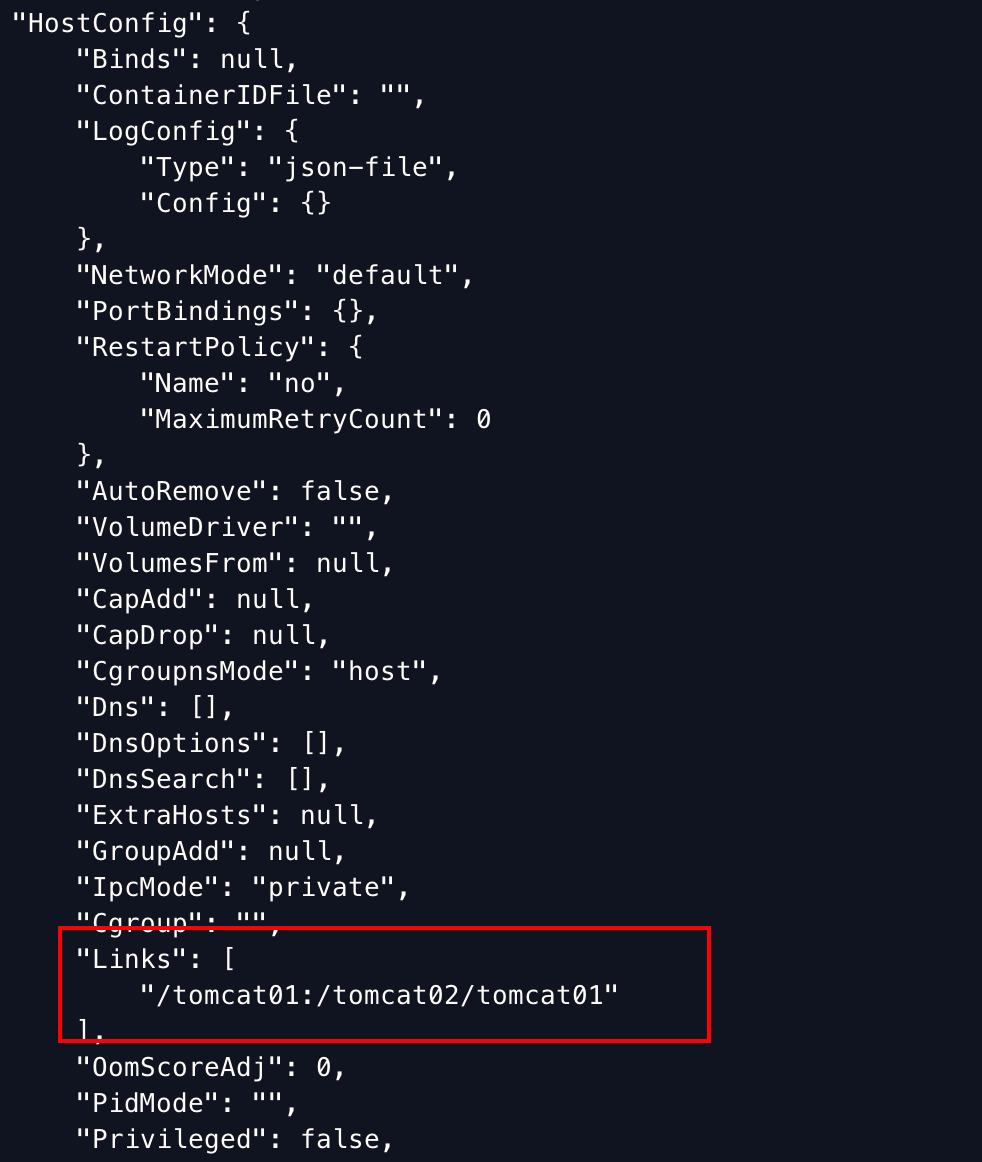 "HostConfig": {
    "Binds": null,
    "ContainerIDFile": "",
    "LogConfig": {
        "Type": "json-file",
        "Config": {}
    },
    "NetworkMode": "default",
    "PortBindings": {},
    "RestartPolicy": {
        "Name": "no",
        "MaximumRetryCount": 0
    },
    "AutoRemove": false,
    "VolumeDriver": "",
    "VolumesFrom": null,
    "CapAdd": null,
    "CapDrop": null,
    "CgroupnsMode": "host",
    "Dns": [],
    "DnsOptions": [],
    "DnsSearch": [],
    "ExtraHosts": null,
    "GroupAdd": null,
    "IpcMode": "private",
    "Cgroup": "",
    "Links": [
        "/tomcat01:/tomcat02/tomcat01"
    ],
    "OomScoreAdj": 0,
    "PidMode": "",
    "Privileged": false,